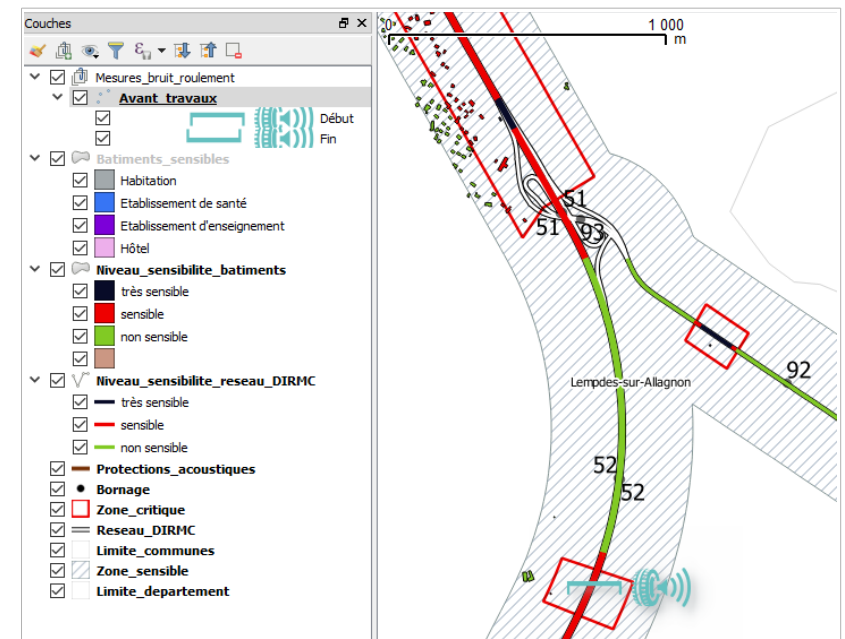 Couches
Mesures_bruit_roulement
Avant_travaux
Début
Fin
Batiments_sensibles
Habitation
Etablissement de santé
Etablissement d'enseignement
Hôtel
Niveau_sensibilite_batiments
très sensible
sensible
non sensible
Niveau_sensibilite_reseau_DIRMC
très sensible
sensible
non sensible
Protections_acoustiques
Bornage
Zone_critique
Reseau_DIRMC
Limite_communes
Zone_sensible
Limite_departement
0 1 000
m
51
51 93
92
Lempdes-sur-Allagnon
52
52